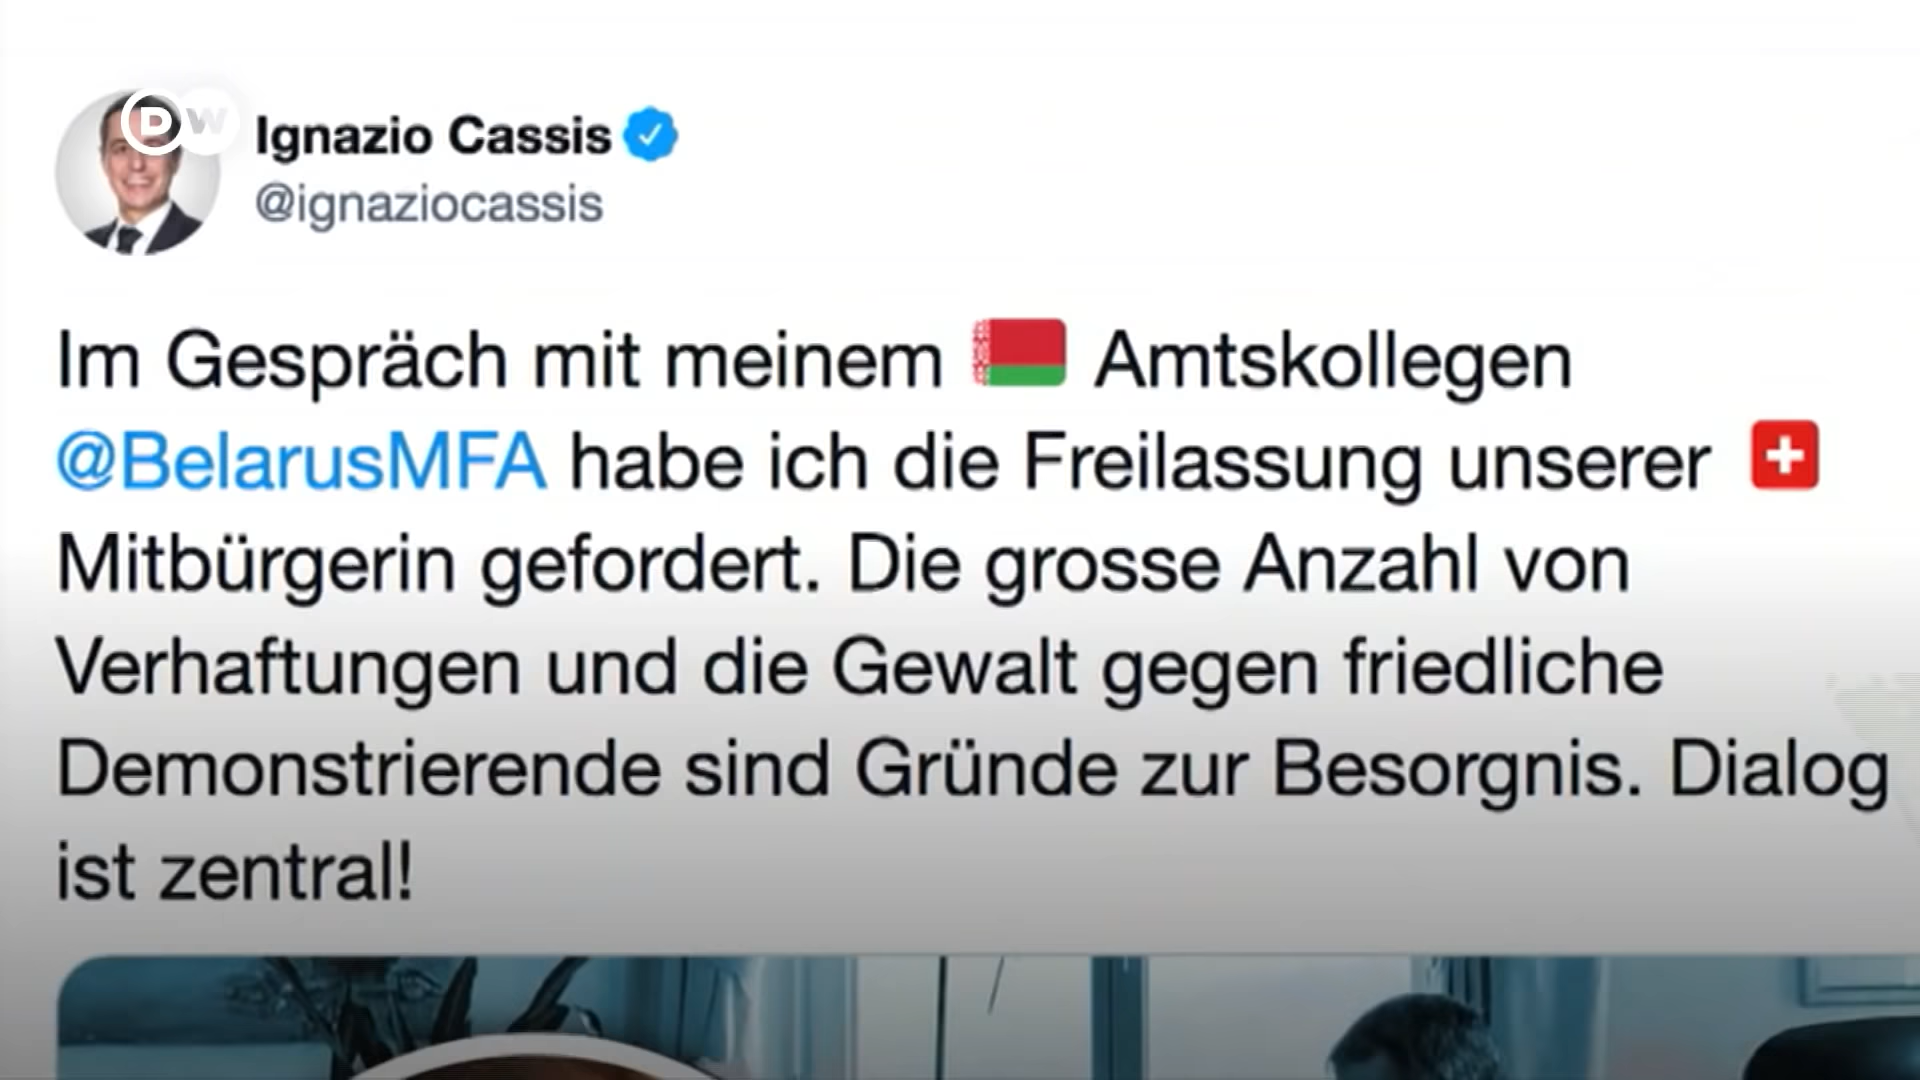 DW
Ignazio Cassis
@ignaziocassis
Im Gespräch mit meinem 🇧🇾 Amtskollegen
@BelarusMFA habe ich die Freilassung unserer 🇨🇭
Mitbürgerin gefordert. Die grosse Anzahl von
Verhaftungen und die Gewalt gegen friedliche
Demonstrierende sind Gründe zur Besorgnis. Dialog
ist zentral!